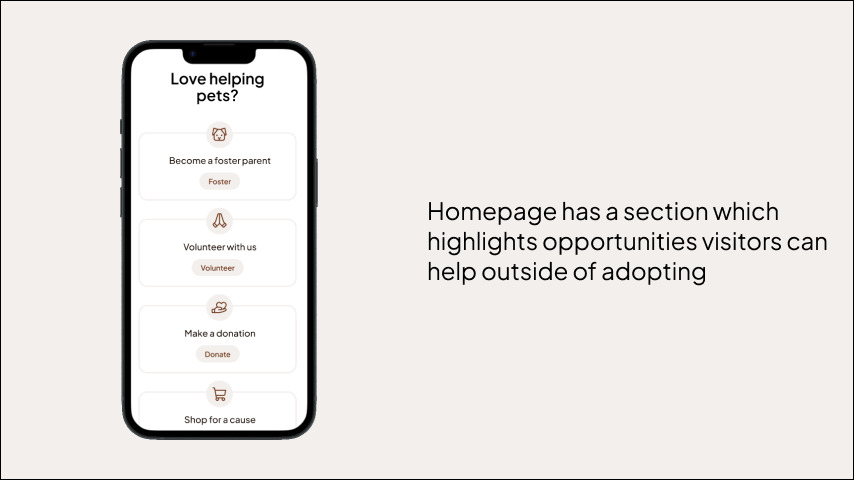 Love helping
pets?
Become a foster parent
Foster
Volunteer with us
Volunteer
Make a donation
Donate
Shop for a cause
Homepage has a section which
highlights opportunities visitors can
help outside of adopting